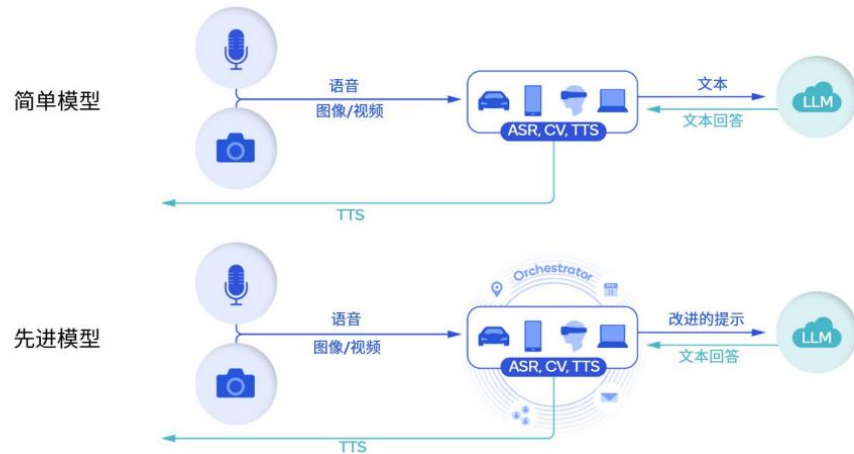 简单模型
语音
图像/视频
ASR, CV, TTS
文本
文本回答
LLM
TTS
先进模型
语音
图像/视频
Orchestrator
ASR, CV, TTS
改进的提示
文本回答
LLM
TTS